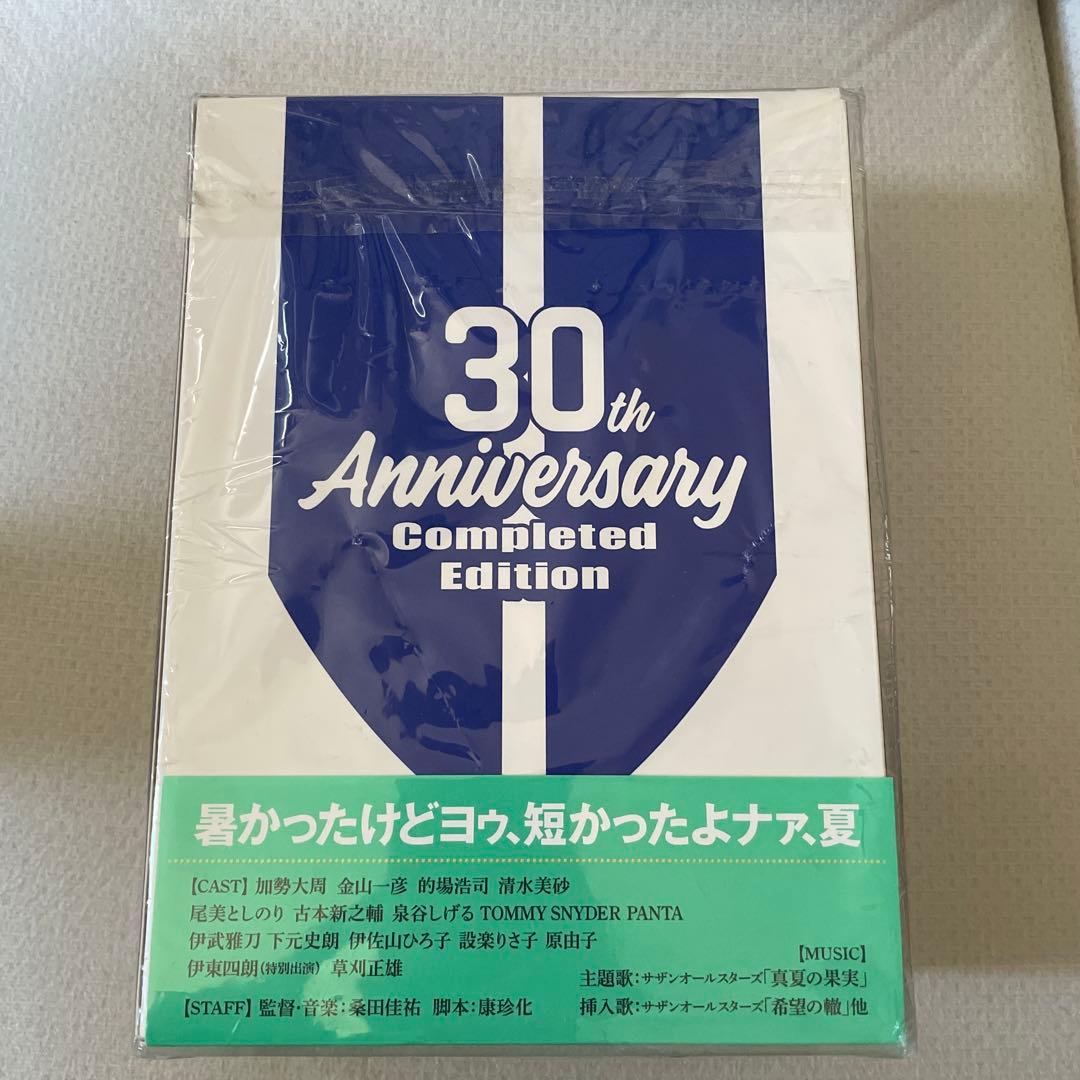 30th
Anniversary
Completed
Edition
暑かったけどヨゥ、短かったよナァ、夏
【CAST】 加勢大周 金山一彦 的場浩司 清水美砂
尾美としのり 古本新之輔 泉谷しげる TOMMY SNYDER PANTA
伊武雅刀 下元史朗 伊佐山ひろ子 設楽りさ子 原由子
伊東四朗(特別出演) 草刈正雄
【STAFF】 監督・音楽：桑田佳祐 脚本：康珍化
【MUSIC】
主題歌：サザンオールスターズ「真夏の果実」
挿入歌：サザンオールスターズ「希望の轍」他